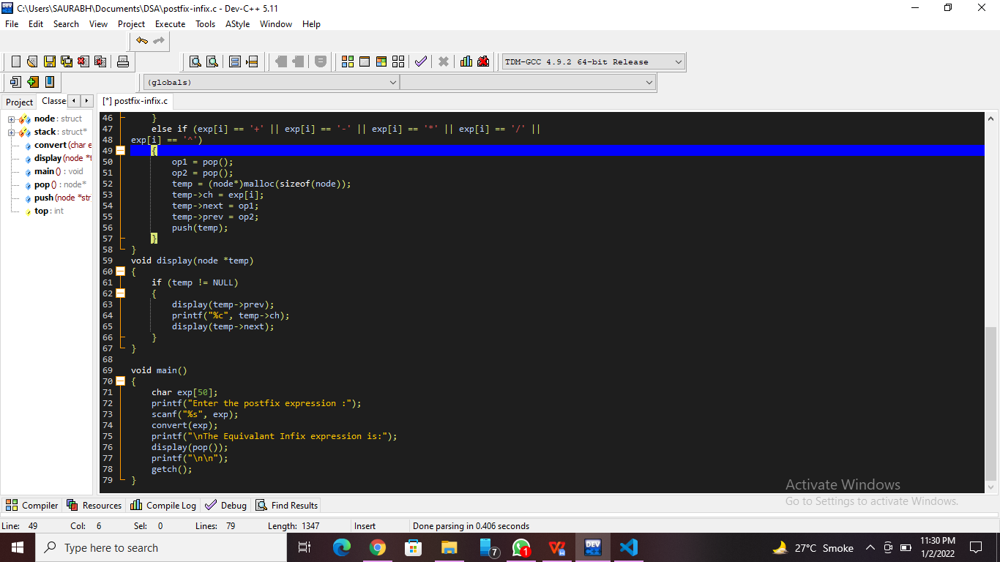 C:\Users\SAURABH\Documents\DSA\postfix-infix.c - Dev-C++ 5.11
File Edit Search View Project Execute Tools AStyle Window Help
TDM-GCC 4.9.2 64-bit Release
(globals)
Project Classe [*] postfix-infix.c
node : struct
stack : struct*
convert (char e
display (node *
main () : void
pop () : node*
push (node *str
top : int
46 }
47 else if (exp[i] == '+' || exp[i] == '-' || exp[i] == '*' || exp[i] == '/' ||
48 exp[i] == '^')
49 {
50 op1 = pop();
51 op2 = pop();
52 temp = (node*)malloc(sizeof(node));
53 temp->ch = exp[i];
54 temp->next = op1;
55 temp->prev = op2;
56 push(temp);
57 }
58 }
59 void display(node *temp)
60 {
61 if (temp != NULL)
62 {
63 display(temp->prev);
64 printf("%c", temp->ch);
65 display(temp->next);
66 }
67 }
68
69 void main()
70 {
71 char exp[50];
72 printf("Enter the postfix expression :");
73 scanf("%s", exp);
74 convert(exp);
75 printf("\nThe Equivalant Infix expression is:");
76 display(pop());
77 printf("\n\n");
78 getch();
79 }
Activate Windows
Go to Settings to activate Windows.
Compiler Resources Compile Log Debug Find Results
Line: 49 Col: 6 Sel: 0 Lines: 79 Length: 1347 Insert Done parsing in 0.406 seconds
Type here to search 7 1 DEV 27°C Smoke 11:30 PM
1/2/2022